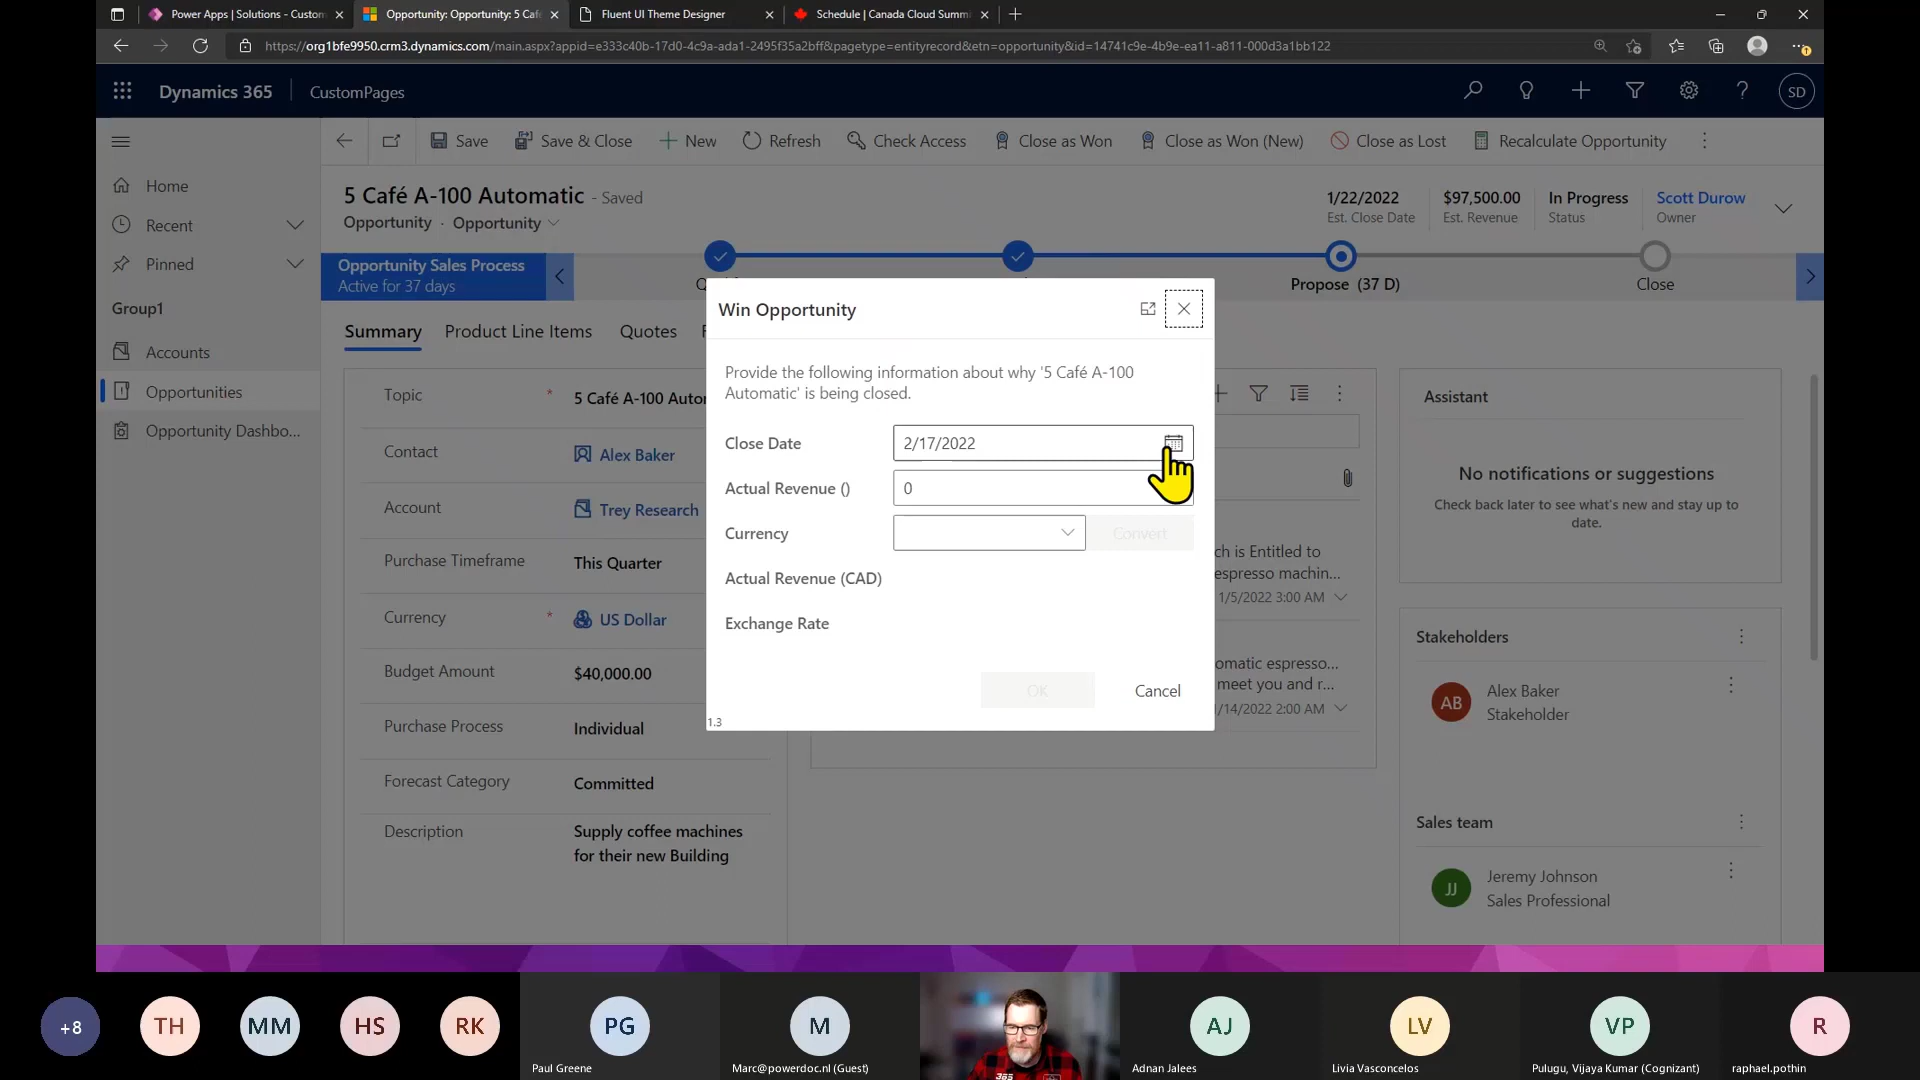 Power Apps | Solutions - Custom
Opportunity: Opportunity: 5 Café
Fluent UI Theme Designer
Schedule | Canada Cloud Summi
https://org1bfe9950.crm3.dynamics.com/main.aspx?appid=e333c40b-17d0-4c9a-ada1-2495f35a2bff&pagetype=entityrecord&etn=opportunity&id=14741c9e-4b9e-ea11-a811-000d3a1bb122
Dynamics 365
CustomPages
SD
Save
Save & Close
New
Refresh
Check Access
Close as Won
Close as Won (New)
Close as Lost
Recalculate Opportunity
Home
Recent
Pinned
Group1
Accounts
Opportunities
Opportunity Dashbo...
5 Café A-100 Automatic - Saved
Opportunity · Opportunity
1/22/2022
Est. Close Date
$97,500.00
Est. Revenue
In Progress
Status
Scott Durow
Owner
Opportunity Sales Process
Active for 37 days
Propose (37 D)
Close
Summary
Product Line Items
Quotes
Topic *
5 Café A-100 Autor
Contact
Alex Baker
Account
Trey Research
Purchase Timeframe
This Quarter
Currency *
US Dollar
Budget Amount
$40,000.00
Purchase Process
Individual
Forecast Category
Committed
Description
Supply coffee machines
for their new Building
Win Opportunity
Provide the following information about why '5 Café A-100
Automatic' is being closed.
Close Date
2/17/2022
Actual Revenue ()
0
Currency
Convert
Actual Revenue (CAD)
Exchange Rate
OK
Cancel
1.3
ch is Entitled to
espresso machin...
1/5/2022 3:00 AM
omatic espresso...
meet you and r...
/14/2022 2:00 AM
Assistant
No notifications or suggestions
Check back later to see what's new and stay up to
date.
Stakeholders
AB
Alex Baker
Stakeholder
Sales team
JJ
Jeremy Johnson
Sales Professional
+8
TH
MM
HS
RK
PG
Paul Greene
M
Marc@powerdoc.nl (Guest)
365
AJ
Adnan Jalees
LV
Livia Vasconcelos
VP
Pulugu, Vijaya Kumar (Cognizant)
R
raphael.pothin